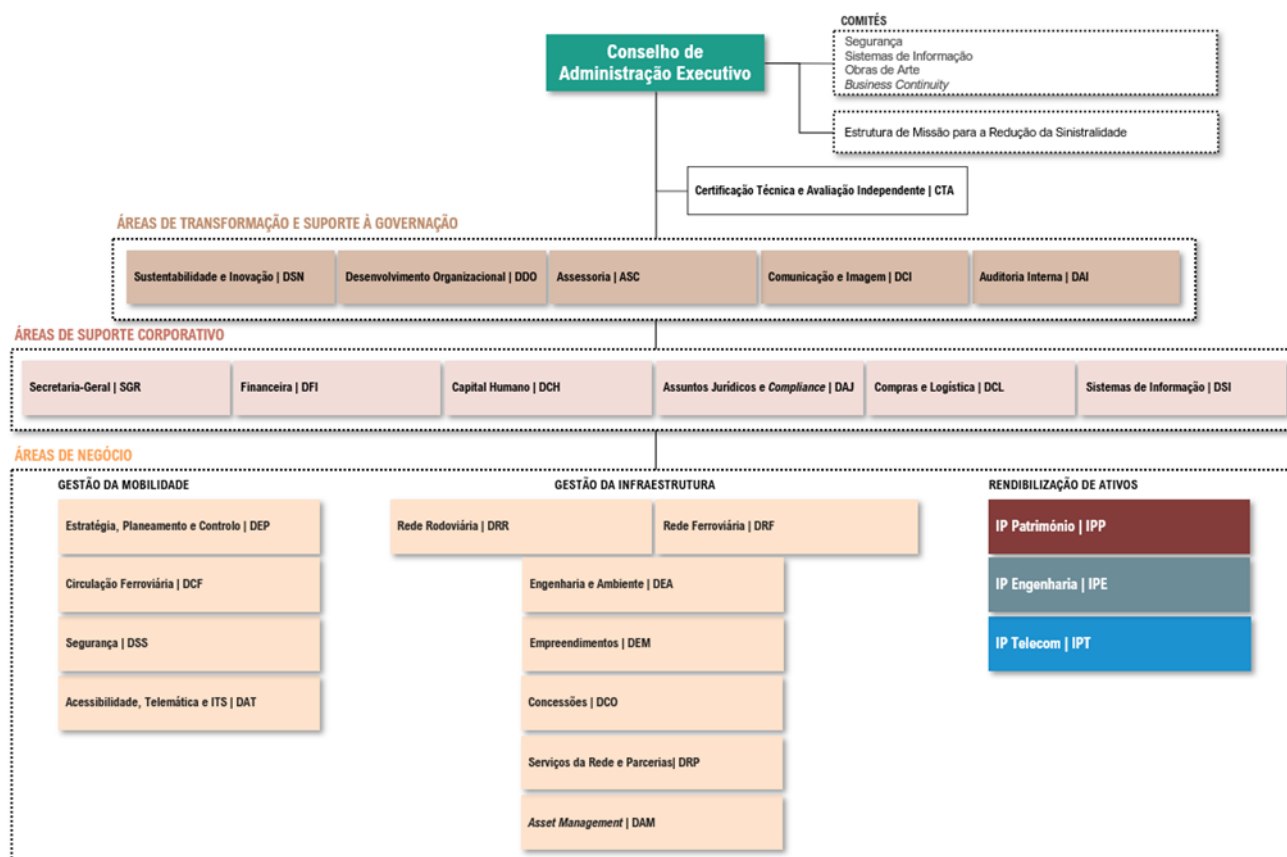 COMITÉS
Conselho de
Administração Executivo
Segurança
Sistemas de Informação
Obras de Arte
Business Continuity
Estrutura de Missão para a Redução da Sinistralidade
Certificação Técnica e Avaliação Independente | CTA
ÁREAS DE TRANSFORMAÇÃO E SUPORTE À GOVERNAÇÃO
Sustentabilidade e Inovação | DSN
Desenvolvimento Organizacional | DDO
Assessoria | ASC
Comunicação e Imagem | DCI
Auditoria Interna | DAI
ÁREAS DE SUPORTE CORPORATIVO
Secretaria-Geral | SGR
Financeira | DFI
Capital Humano | DCH
Assuntos Jurídicos e Compliance | DAJ
Compras e Logística | DCL
Sistemas de Informação | DSI
ÁREAS DE NEGÓCIO
GESTÃO DA MOBILIDADE
Estratégia, Planeamento e Controlo | DEP
Circulação Ferroviária | DCF
Segurança | DSS
Acessibilidade, Telemática e ITS | DAT
GESTÃO DA INFRAESTRUTURA
Rede Rodoviária | DRR
Rede Ferroviária | DRF
Engenharia e Ambiente | DEA
Empreendimentos | DEM
Concessões | DCO
Serviços da Rede e Parcerias| DRP
Asset Management | DAM
RENDIBILIZAÇÃO DE ATIVOS
IP Património | IPP
IP Engenharia | IPE
IP Telecom | IPT